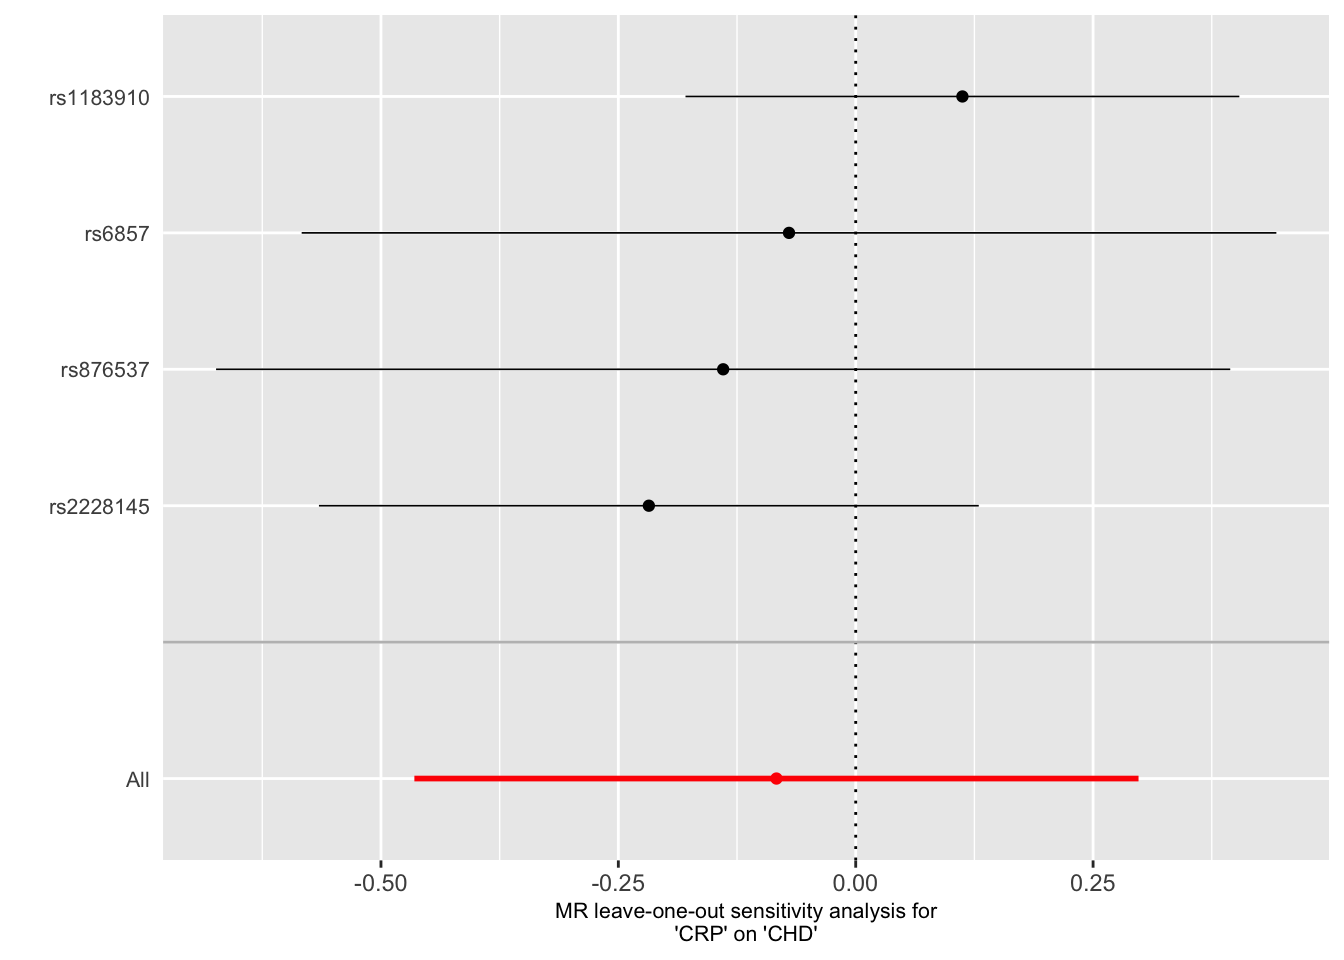 rs1183910
rs6857
rs876537
rs2228145
All
-0.50 -0.25 0.00 0.25
MR leave-one-out sensitivity analysis for
'CRP' on 'CHD'